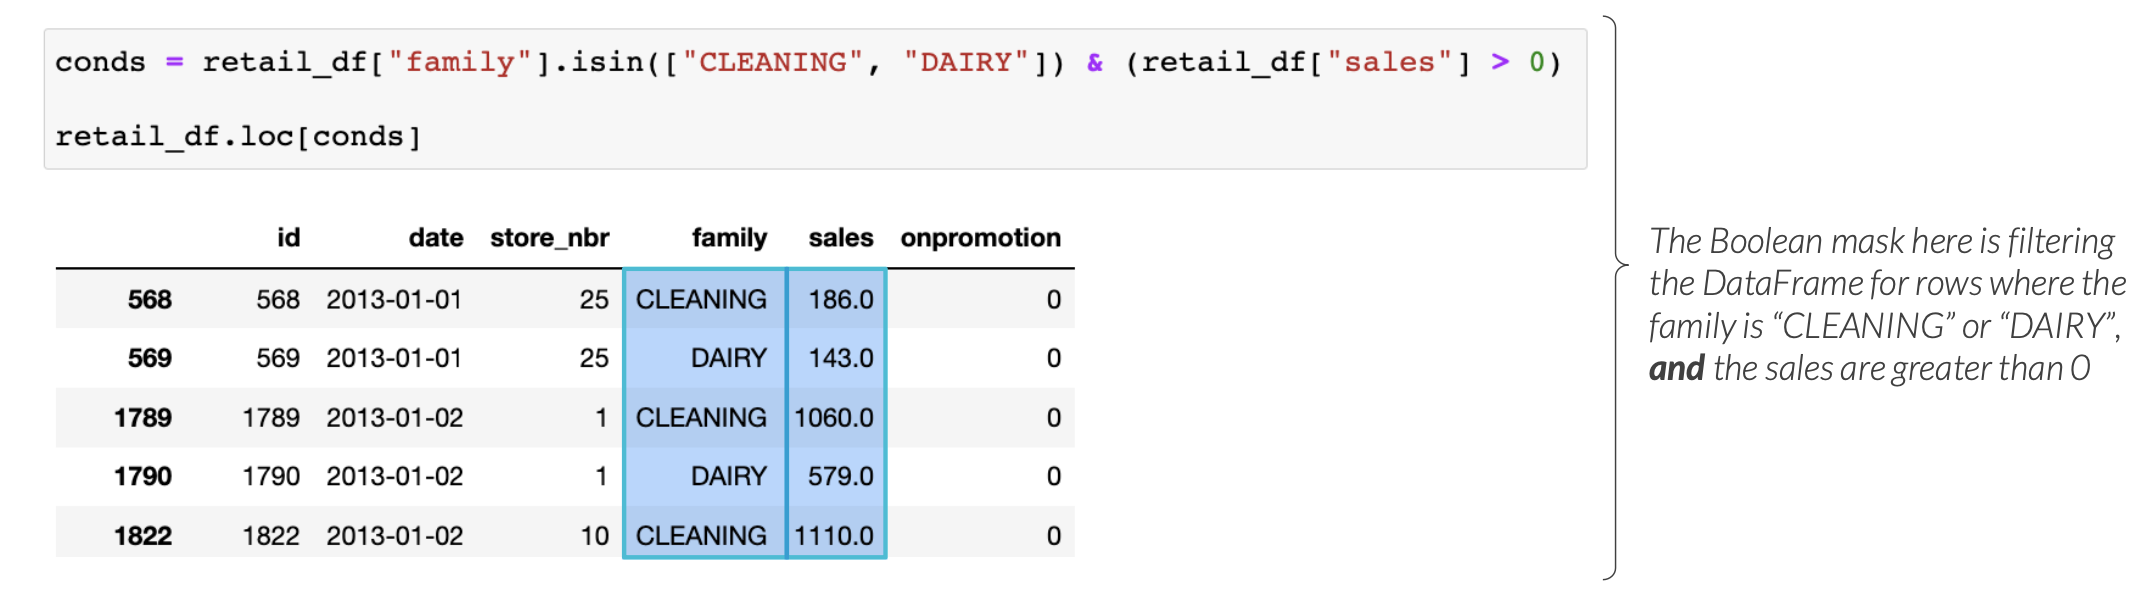 conds = retail_df["family"].isin(["CLEANING", "DAIRY"]) & (retail_df["sales"] > 0)
retail_df.loc[conds]
id date store_nbr family sales onpromotion
568 568 2013-01-01 25 CLEANING 186.0 0
569 569 2013-01-01 25 DAIRY 143.0 0
1789 1789 2013-01-02 1 CLEANING 1060.0 0
1790 1790 2013-01-02 1 DAIRY 579.0 0
1822 1822 2013-01-02 10 CLEANING 1110.0 0
The Boolean mask here is filtering
the DataFrame for rows where the
family is “CLEANING” or “DAIRY”,
and the sales are greater than 0